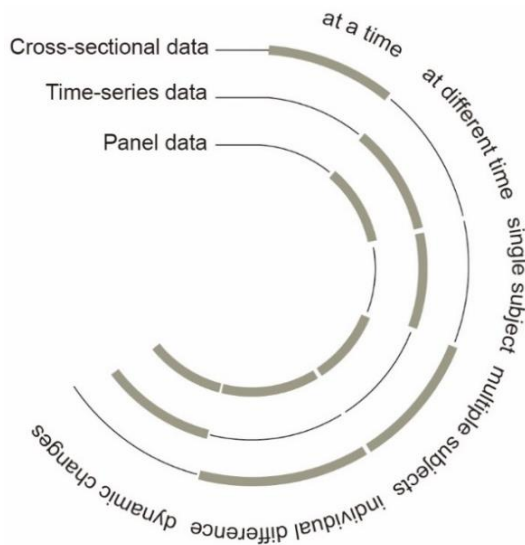 Cross-sectional data
Time-series data
Panel data
at a time
at different time
single subject
multiple subjects
individual difference
dynamic changes